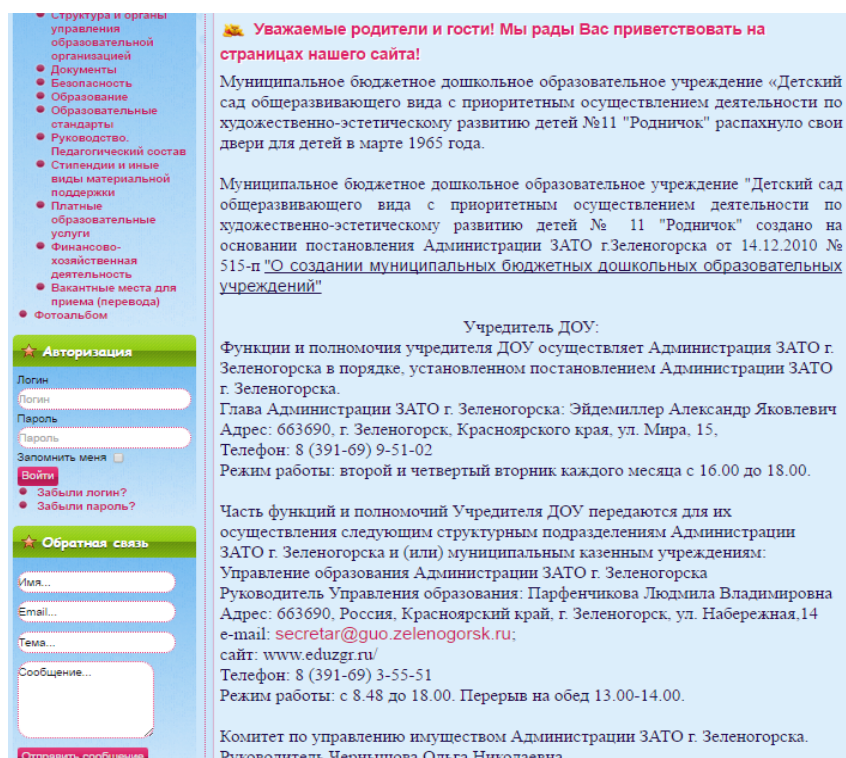 Структура и органы
управления
образовательной
организацией
Документы
Безопасность
Образование
Образовательные
стандарты
Руководство.
Педагогический состав
Стипендии и иные
виды материальной
поддержки
Платные
образовательные
услуги
Финансово-
хозяйственная
деятельность
Вакантные места для
приема (перевода)
Фотоальбом
Авторизация
Логин
Логин
Пароль
Пароль
Запомнить меня
Войти
Забыли логин?
Забыли пароль?
Обратная связь
Имя...
Email...
Тема...
Сообщение...
Отправить сообщение
Уважаемые родители и гости! Мы рады Вас приветствовать на
страницах нашего сайта!
Муниципальное бюджетное дошкольное образовательное учреждение «Детский
сад общеразвивающего вида с приоритетным осуществлением деятельности по
художественно-эстетическому развитию детей №11 "Родничок" распахнуло свои
двери для детей в марте 1965 года.
Муниципальное бюджетное дошкольное образовательное учреждение "Детский сад
общеразвивающего вида с приоритетным осуществлением деятельности по
художественно-эстетическому развитию детей № 11 "Родничок" создано на
основании постановления Администрации ЗАТО г.Зеленогорска от 14.12.2010 №
515-п "О создании муниципальных бюджетных дошкольных образовательных
учреждений"
Учредитель ДОУ:
Функции и полномочия учредителя ДОУ осуществляет Администрация ЗАТО г.
Зеленогорска в порядке, установленном постановлением Администрации ЗАТО
г. Зеленогорска.
Глава Администрации ЗАТО г. Зеленогорска: Эйдемиллер Александр Яковлевич
Адрес: 663690, г. Зеленогорск, Красноярского края, ул. Мира, 15,
Телефон: 8 (391-69) 9-51-02
Режим работы: второй и четвертый вторник каждого месяца с 16.00 до 18.00.
Часть функций и полномочий Учредителя ДОУ передаются для их
осуществления следующим структурным подразделениям Администрации
ЗАТО г. Зеленогорска и (или) муниципальным казенным учреждениям:
Управление образования Администрации ЗАТО г. Зеленогорска
Руководитель Управления образования: Парфенчикова Людмила Владимировна
Адрес: 663690, Россия, Красноярский край, г. Зеленогорск, ул. Набережная,14
e-mail: secretar@guo.zelenogorsk.ru;
сайт: www.eduzgr.ru/
Телефон: 8 (391-69) 3-55-51
Режим работы: с 8.48 до 18.00. Перерыв на обед 13.00-14.00.
Комитет по управлению имуществом Администрации ЗАТО г. Зеленогорска.
Руководитель Чернышова Ольга Николаевна